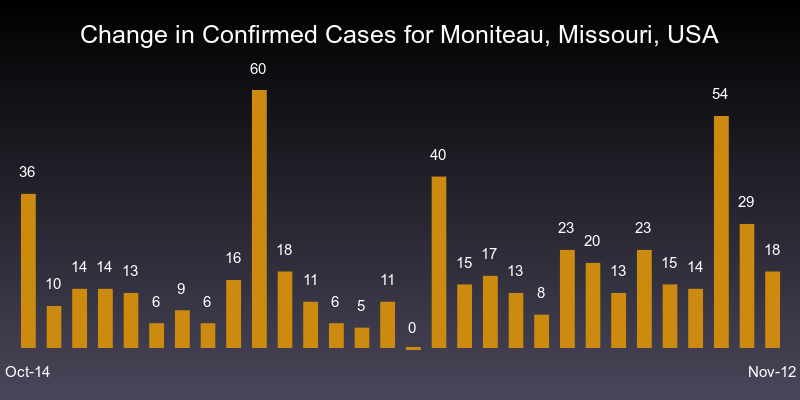 Change in Confirmed Cases for Moniteau, Missouri, USA
36 10 14 14 13 6 9 6 16 60 18 11 6 5 11 0 40 15 17 13 8 23 20 13 23 15 14 54 29 18
Oct-14 Nov-12